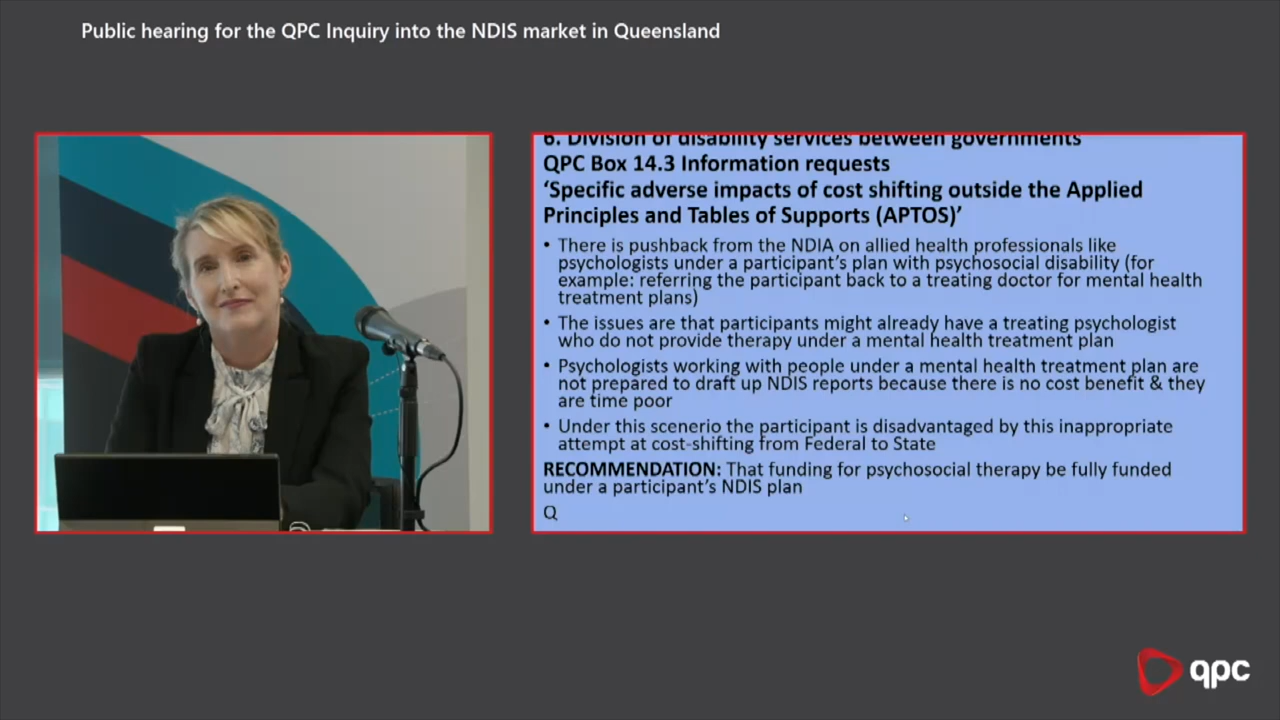 Public hearing for the QPC Inquiry into the NDIS market in Queensland
6. Division of disability services between governments
QPC Box 14.3 Information requests
‘Specific adverse impacts of cost shifting outside the Applied
Principles and Tables of Supports (APTOS)’
• There is pushback from the NDIA on allied health professionals like
psychologists under a participant’s plan with psychosocial disability (for
example: referring the participant back to a treating doctor for mental health
treatment plans)
• The issues are that participants might already have a treating psychologist
who do not provide therapy under a mental health treatment plan
• Psychologists working with people under a mental health treatment plan are
not prepared to draft up NDIS reports because there is no cost benefit & they
are time poor
• Under this scenerio the participant is disadvantaged by this inappropriate
attempt at cost-shifting from Federal to State
RECOMMENDATION: That funding for psychosocial therapy be fully funded
under a participant’s NDIS plan
Q
qpc